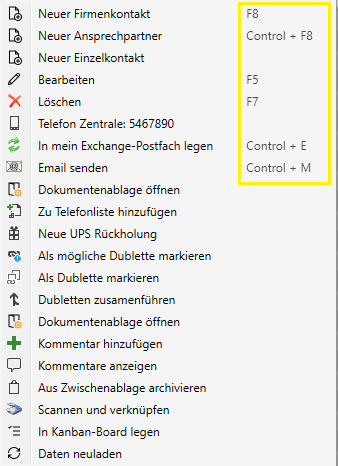 Neuer Firmenkontakt F8
Neuer Ansprechpartner Control + F8
Neuer Einzelkontakt
Bearbeiten F5
Löschen F7
Telefon Zentrale: 5467890
In mein Exchange-Postfach legen Control + E
Email senden Control + M
Dokumentenablage öffnen
Zu Telefonliste hinzufügen
Neue UPS Rückholung
Als mögliche Dublette markieren
Als Dublette markieren
Dubletten zusamenführen
Dokumentenablage öffnen
Kommentar hinzufügen
Kommentare anzeigen
Aus Zwischenablage archivieren
Scannen und verknüpfen
In Kanban-Board legen
Daten neuladen